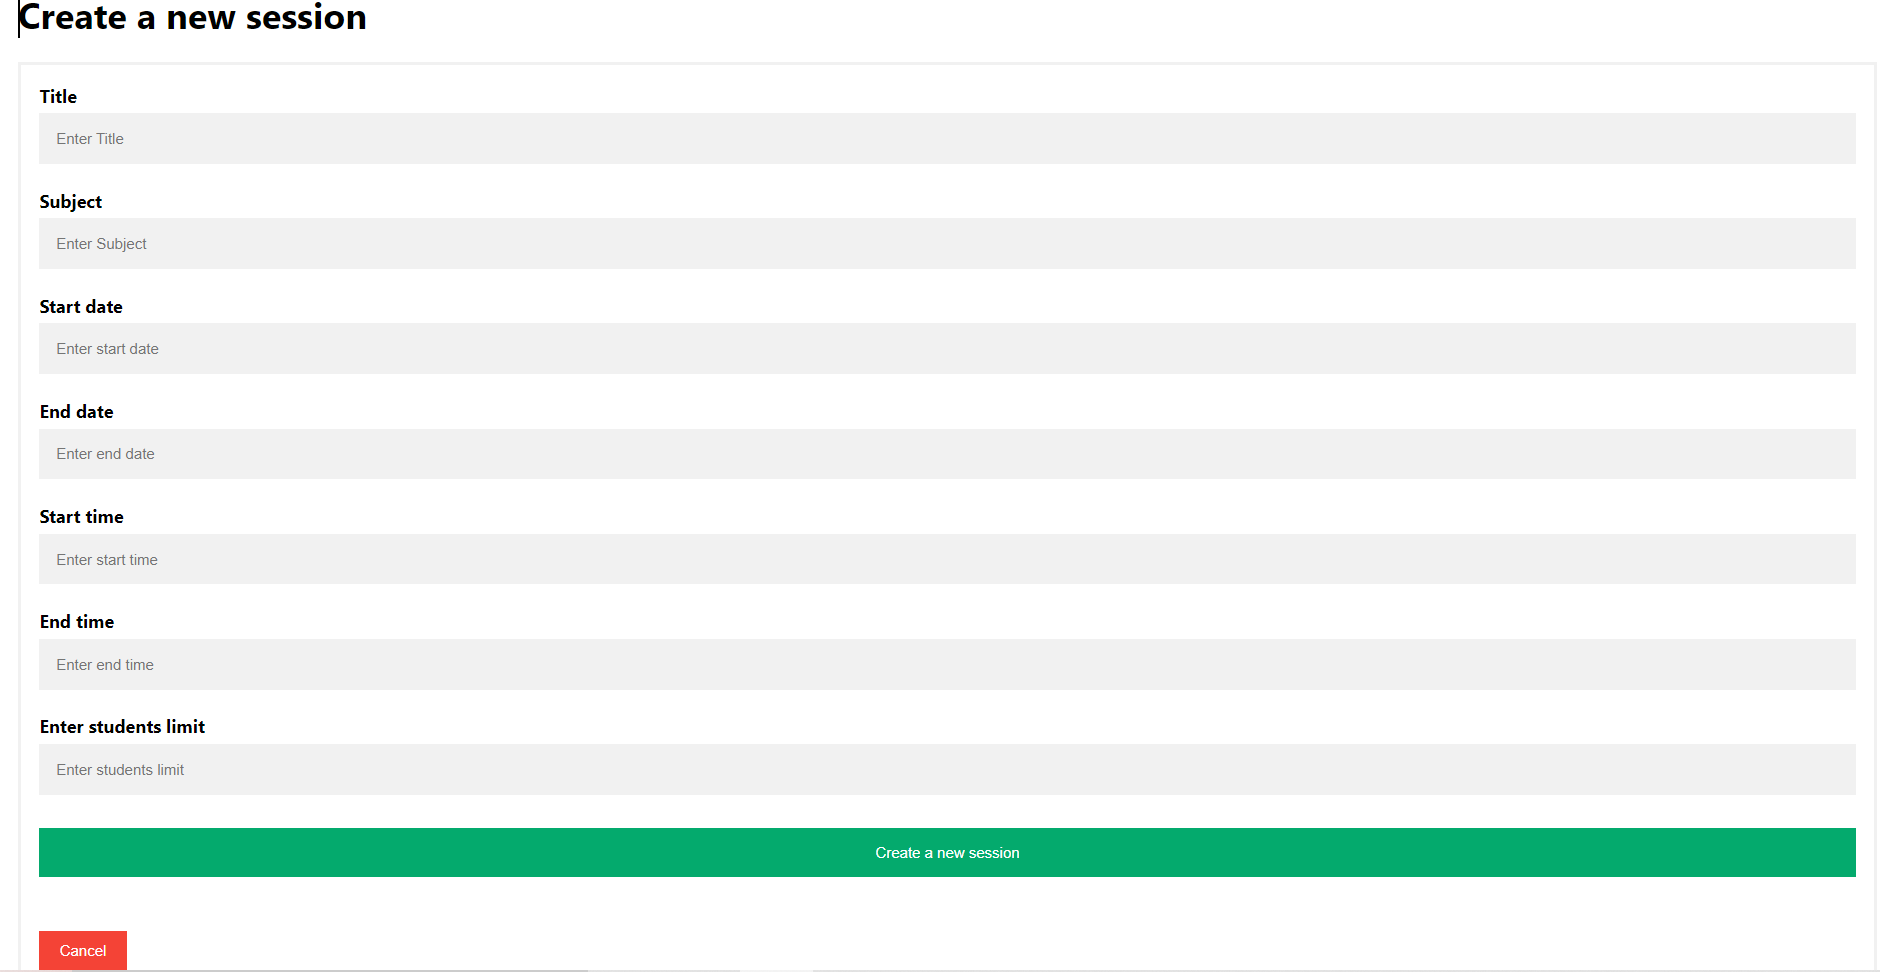 Create a new session
Title
Enter Title
Subject
Enter Subject
Start date
Enter start date
End date
Enter end date
Start time
Enter start time
End time
Enter end time
Enter students limit
Enter students limit
Create a new session
Cancel